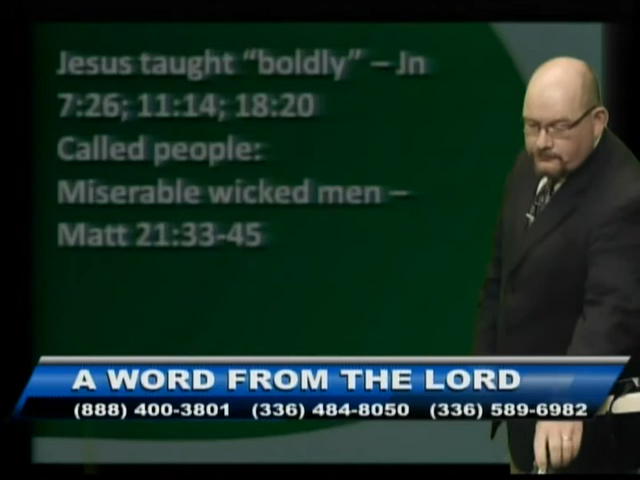 Jesus taught “boldly” – Jn
7:26; 11:14; 18:20
Called people:
Miserable wicked men –
Matt 21:33-45
A WORD FROM THE LORD
(888) 400-3801 (336) 484-8050 (336) 589-6982